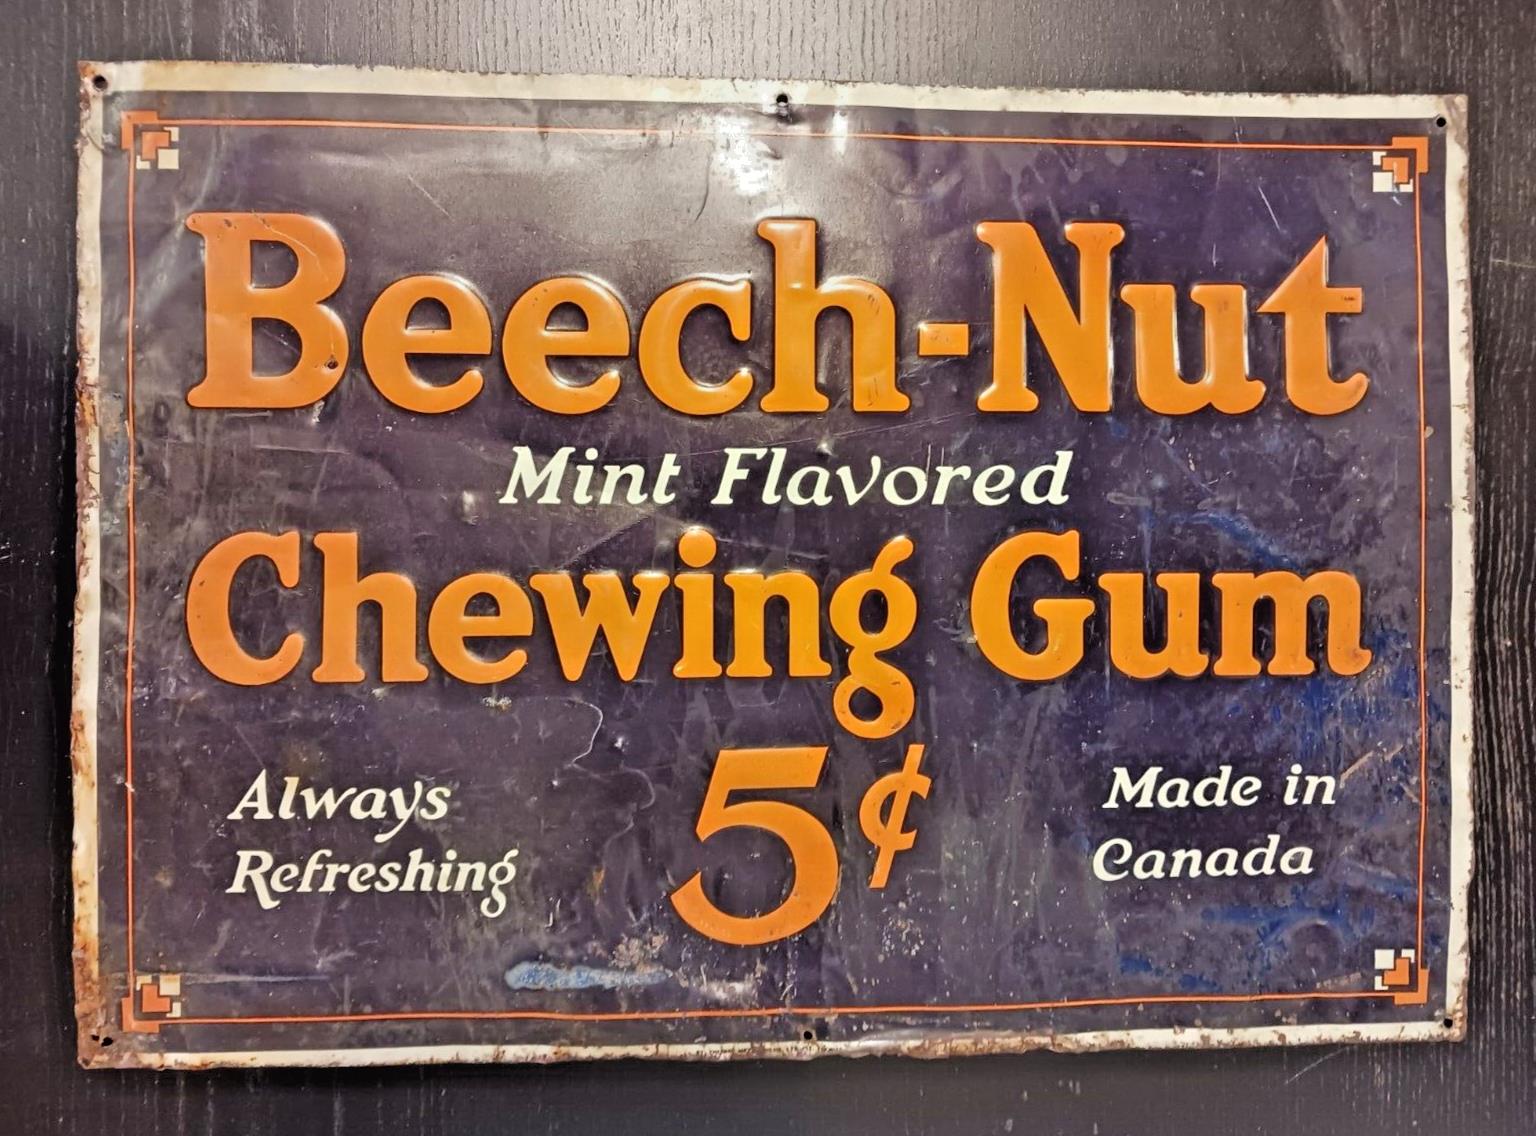 Beech-Nut
Mint Flavored
Chewing Gum
5¢
Always
Refreshing
Made in
Canada